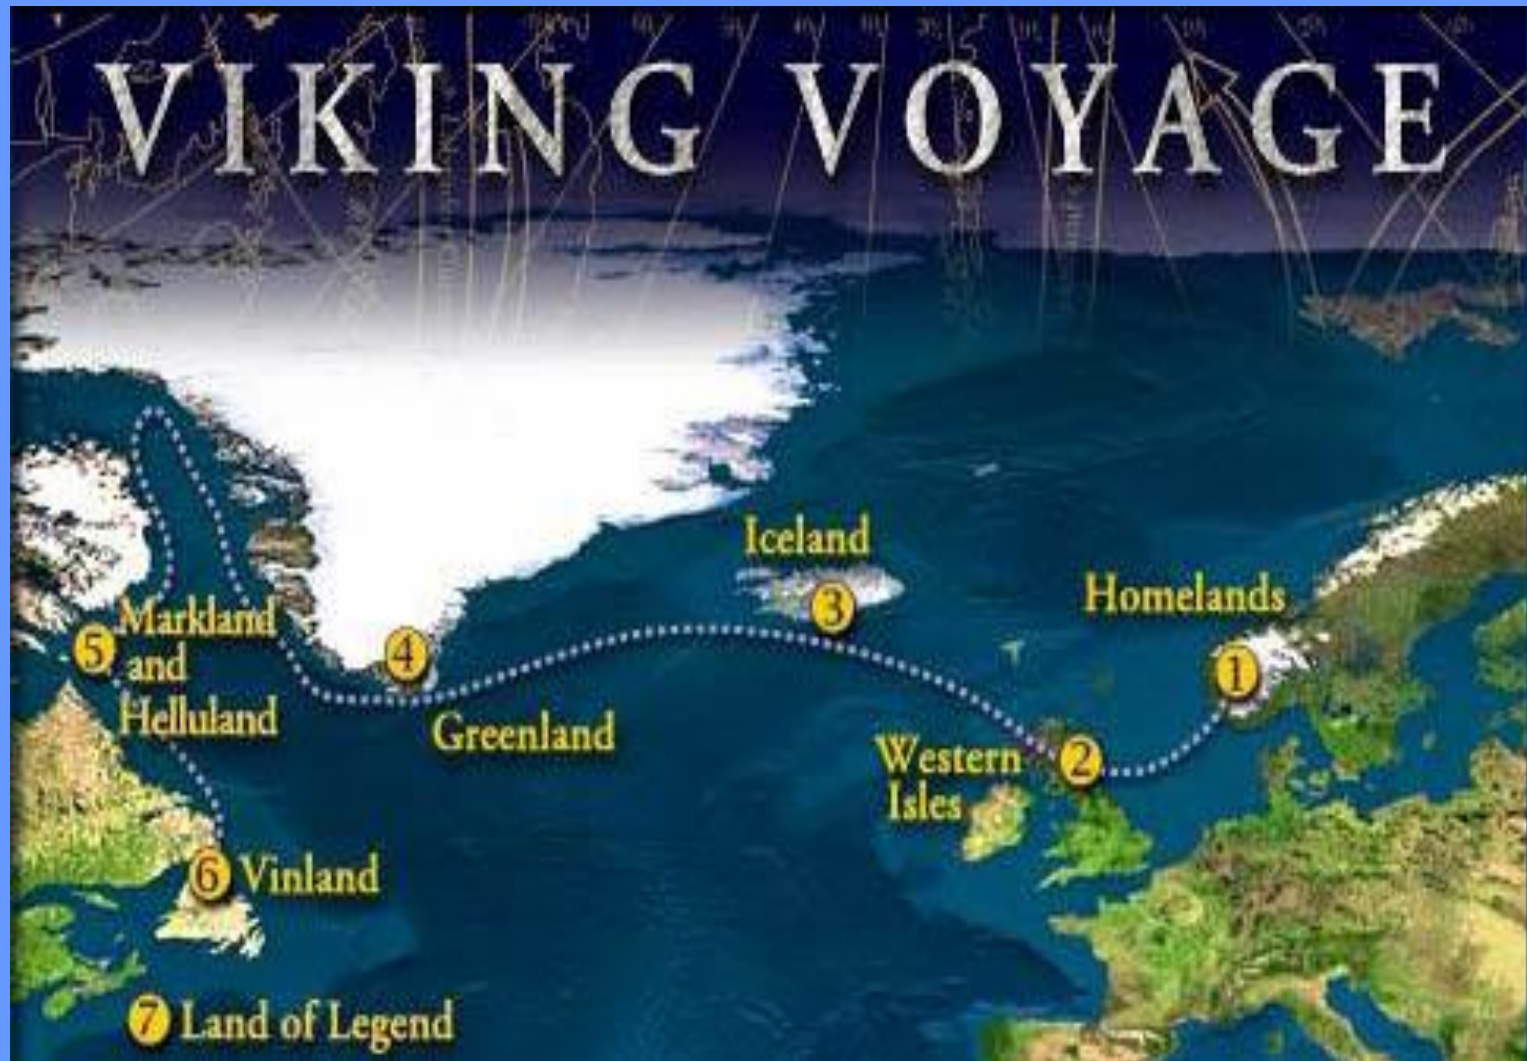 VIKING VOYAGE
Iceland
3
Homelands
1
5
Markland
and
Helluland
4
Greenland
Western
Isles
2
6 Vinland
7 Land of Legend